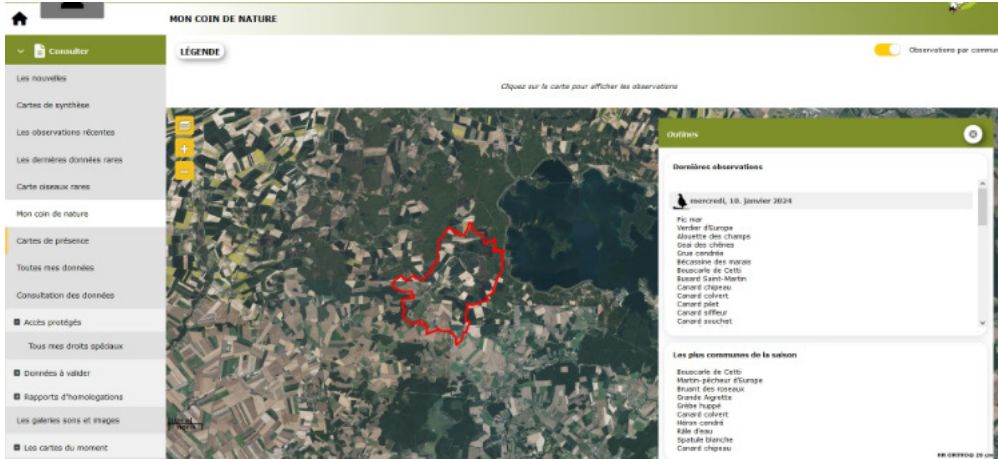 MON COIN DE NATURE
Consulter
LÉGENDE
Observations par commun
Cliquez sur la carte pour afficher les observations
Les nouvelles
Cartes de synthèse
Les observations récentes
Les dernières données rares
Carte oiseaux rares
Mon coin de nature
Cartes de présence
Toutes mes données
Consultation des données
Accès protégés
Tous mes droits spéciaux
Données à valider
Rapports d'homologations
Les galeries sons et images
Les cartes du moment
Outines
Dernières observations
mercredi, 10. janvier 2024
Pic mar
Verdier d'Europe
Alouette des champs
Geai des chênes
Grue cendrée
Bécassine des marais
Bouscarle de Cetti
Busard Saint-Martin
Canard chipeau
Canard colvert
Canard pilet
Canard siffleur
Canard souchet
Les plus communes de la saison
Bouscarle de Cetti
Martin-pêcheur d'Europe
Bruant des roseaux
Grande Aigrette
Grèbe huppé
Canard colvert
Héron cendré
Râle d'eau
Spatule blanche
Canard chipeau